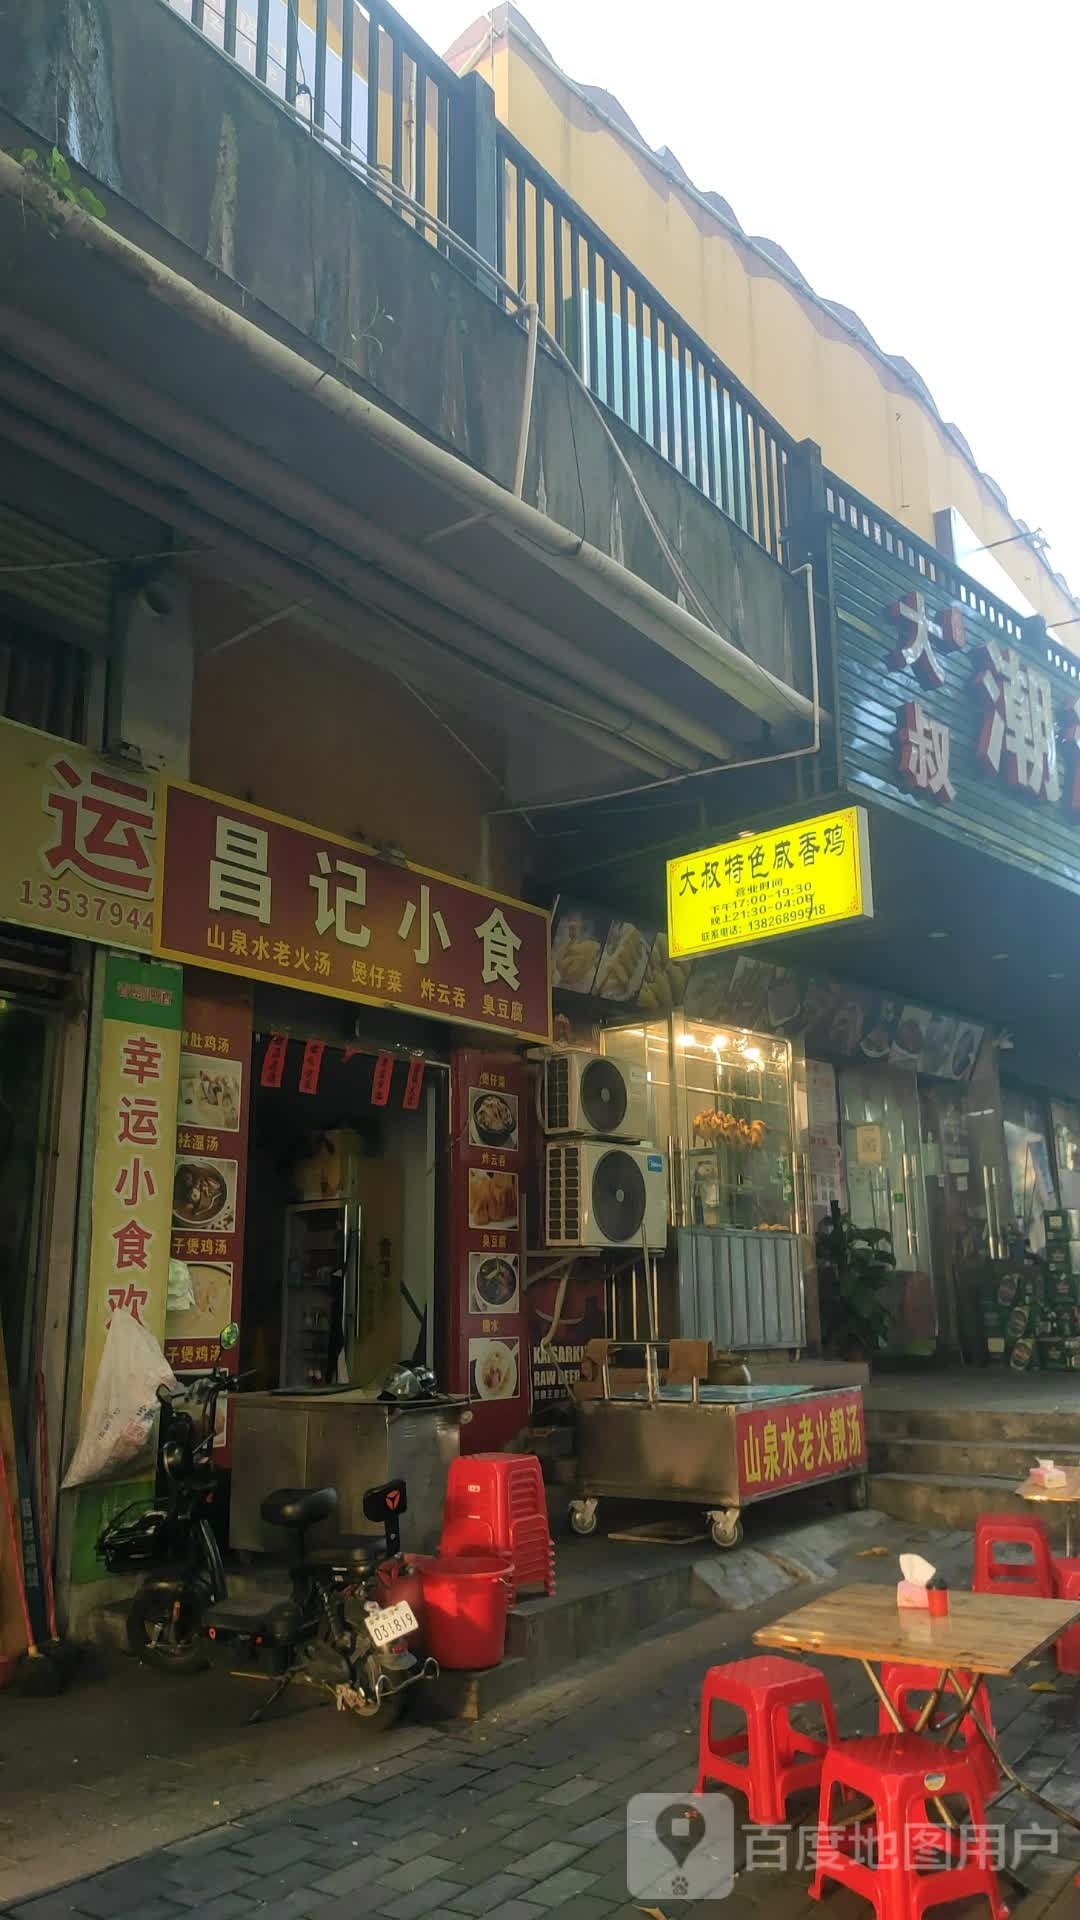 大叔
潮
大叔特色咸香鸡
营业时间
下午17:00-19:30
晚上21:30-04:00
联系电话：13826899518
运
13537944
昌记小食
山泉水老火汤 煲仔菜 炸云吞 臭豆腐
幸运小食欢
猪肚鸡汤
祛湿汤
子煲鸡汤
子煲鸡汤
煲仔菜
炸云吞
臭豆腐
糖水
RAW BEER
山泉水老火靓汤
031819
百度地图用户